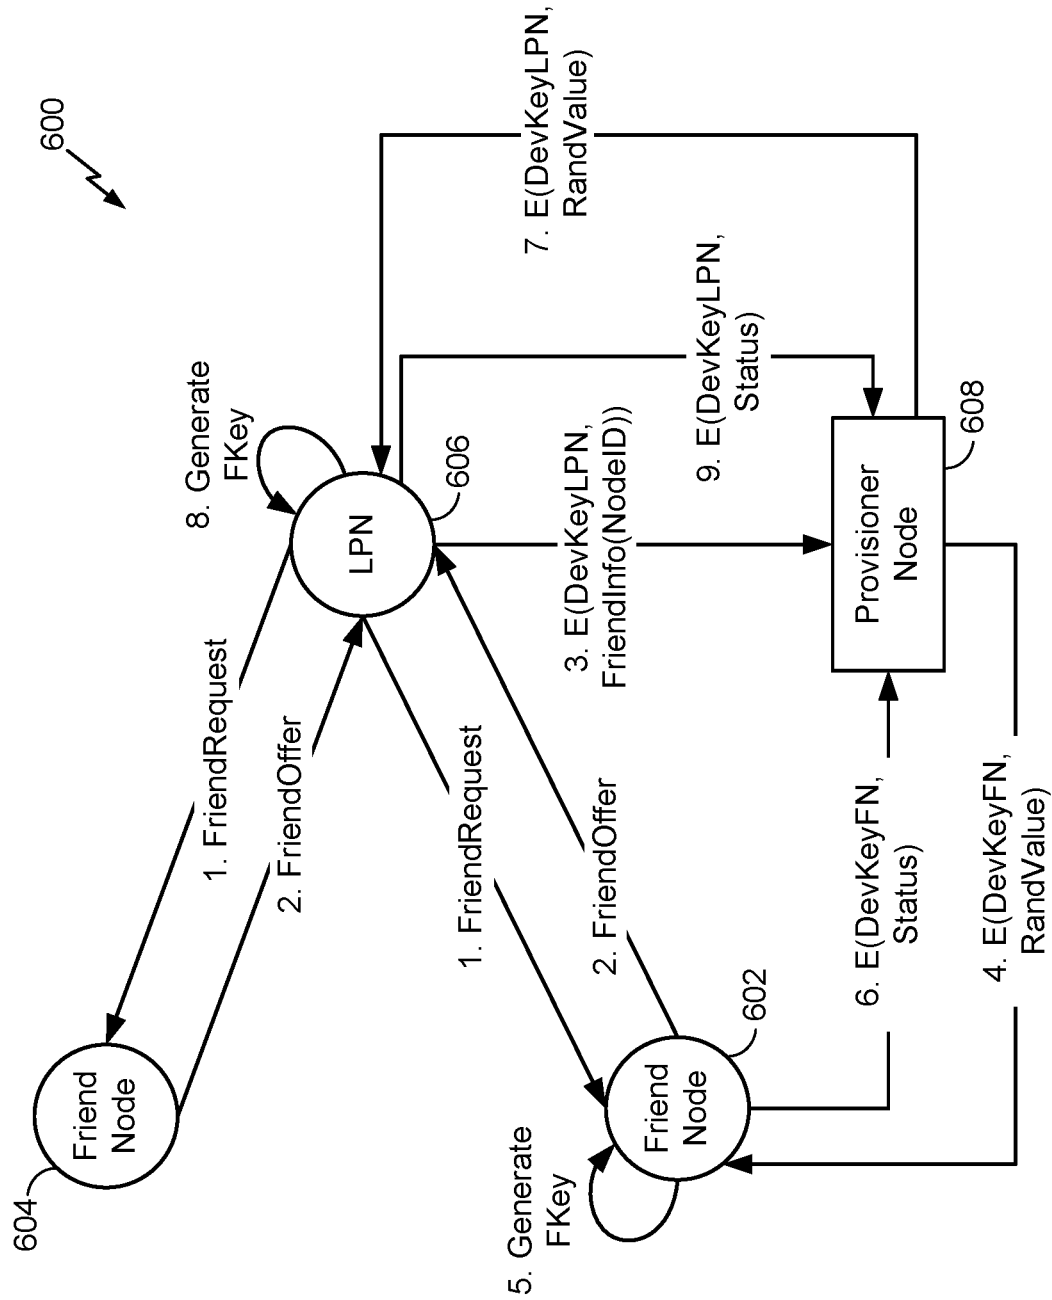 600
604
Friend
Node
1. FriendRequest
2. FriendOffer
8. Generate
FKey
LPN
606
7. E(DevKeyLPN,
RandValue)
1. FriendRequest
2. FriendOffer
3. E(DevKeyLPN,
FriendInfo(NodeID))
9. E(DevKeyLPN,
Status)
5. Generate
FKey
Friend
Node
602
6. E(DevKeyFN,
Status)
Provisioner
Node
608
4. E(DevKeyFN,
RandValue)